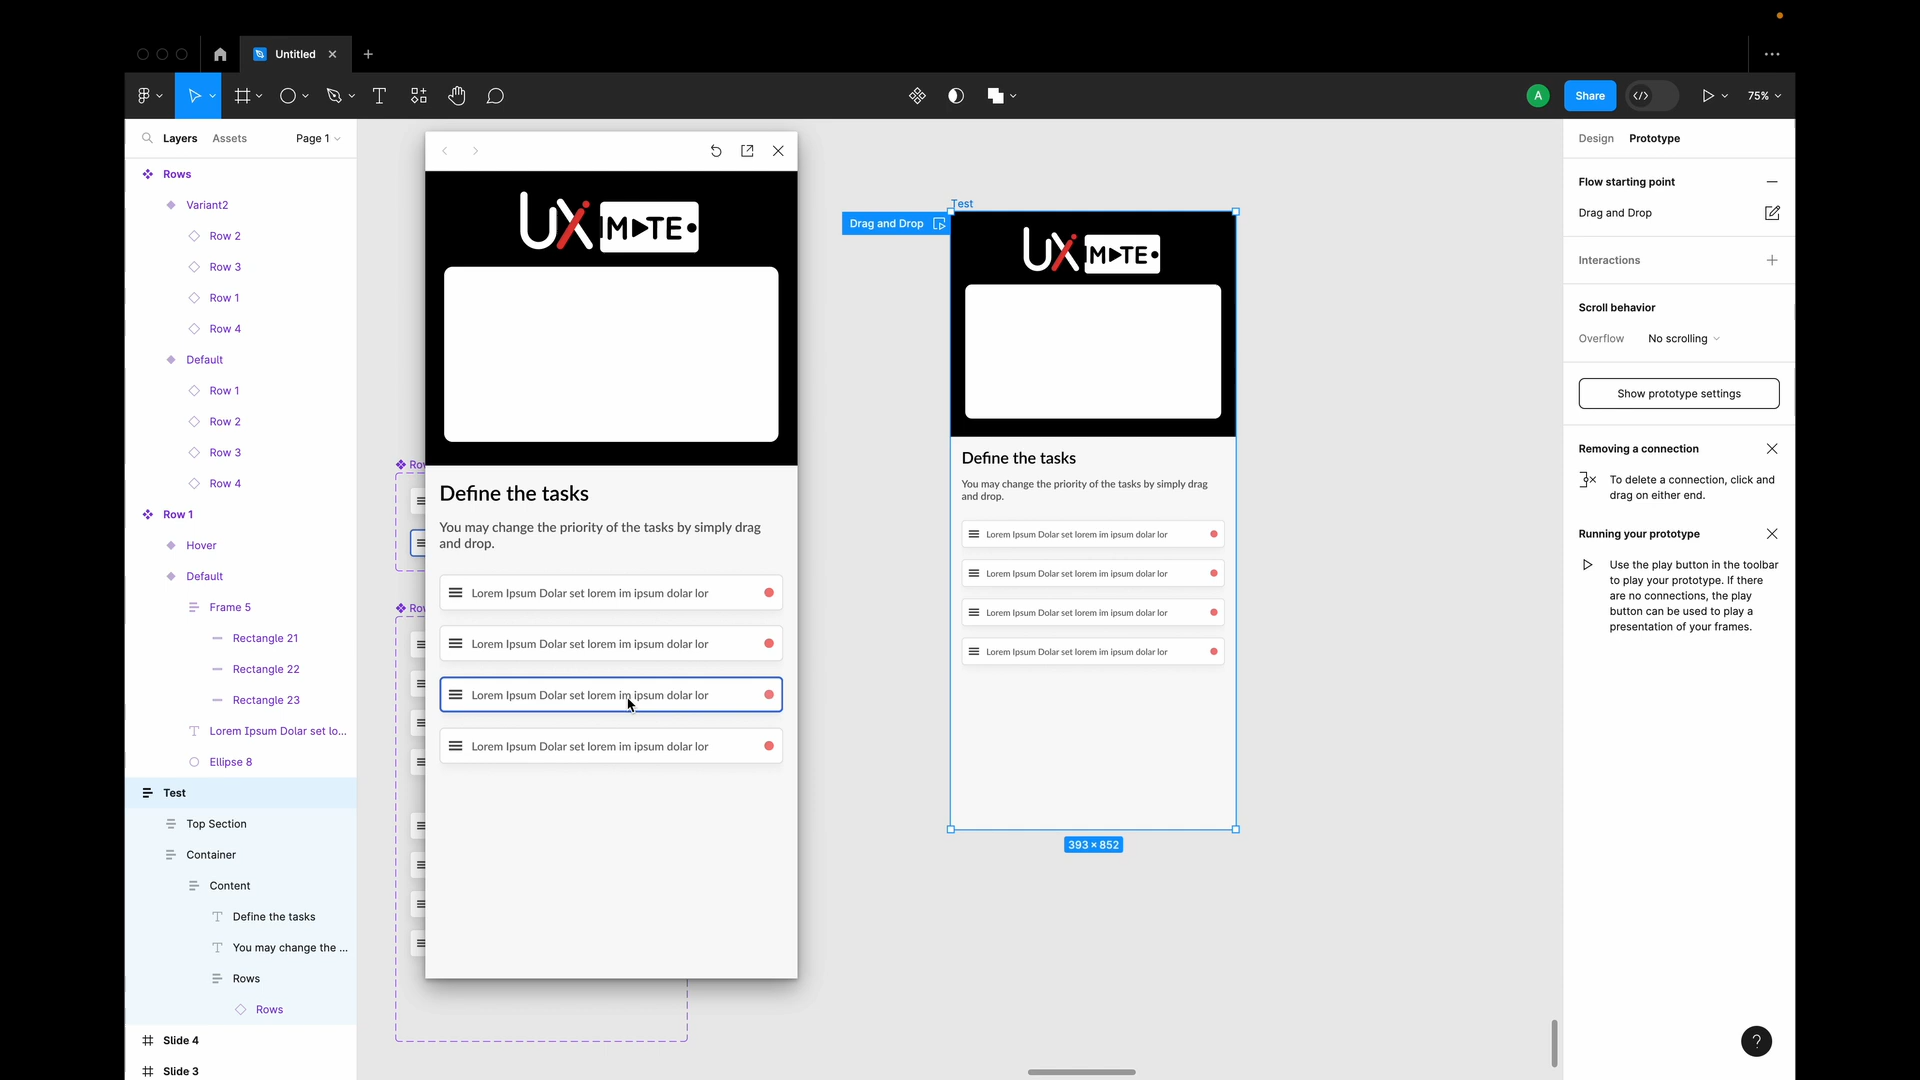 Untitled
A
Share
75%
Layers
Assets
Page 1
Rows
Variant2
Row 2
Row 3
Row 1
Row 4
Default
Row 1
Row 2
Row 3
Row 4
Row 1
Hover
Default
Frame 5
Rectangle 21
Rectangle 22
Rectangle 23
Lorem Ipsum Dolar set lo...
Ellipse 8
Test
Top Section
Container
Content
Define the tasks
You may change the ...
Rows
Rows
Slide 4
Slide 3
UX
Define the tasks
You may change the priority of the tasks by simply drag
and drop.
Lorem Ipsum Dolar set lorem im ipsum dolar lor
Lorem Ipsum Dolar set lorem im ipsum dolar lor
Lorem Ipsum Dolar set lorem im ipsum dolar lor
Lorem Ipsum Dolar set lorem im ipsum dolar lor
Drag and Drop
Test
UX
Define the tasks
You may change the priority of the tasks by simply drag
and drop.
Lorem Ipsum Dolar set lorem im ipsum dolar lor
Lorem Ipsum Dolar set lorem im ipsum dolar lor
Lorem Ipsum Dolar set lorem im ipsum dolar lor
Lorem Ipsum Dolar set lorem im ipsum dolar lor
393 × 852
Design
Prototype
Flow starting point
Drag and Drop
Interactions
Scroll behavior
Overflow
No scrolling
Show prototype settings
Removing a connection
To delete a connection, click and
drag on either end.
Running your prototype
Use the play button in the toolbar
to play your prototype. If there
are no connections, the play
button can be used to play a
presentation of your frames.
?